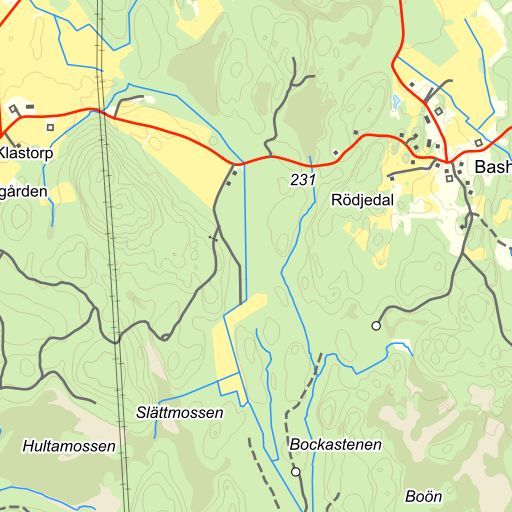 Klastorp
Bash
231
gården
Rödjedal
Slättmossen
Hultamossen
Bockastenen
Boön